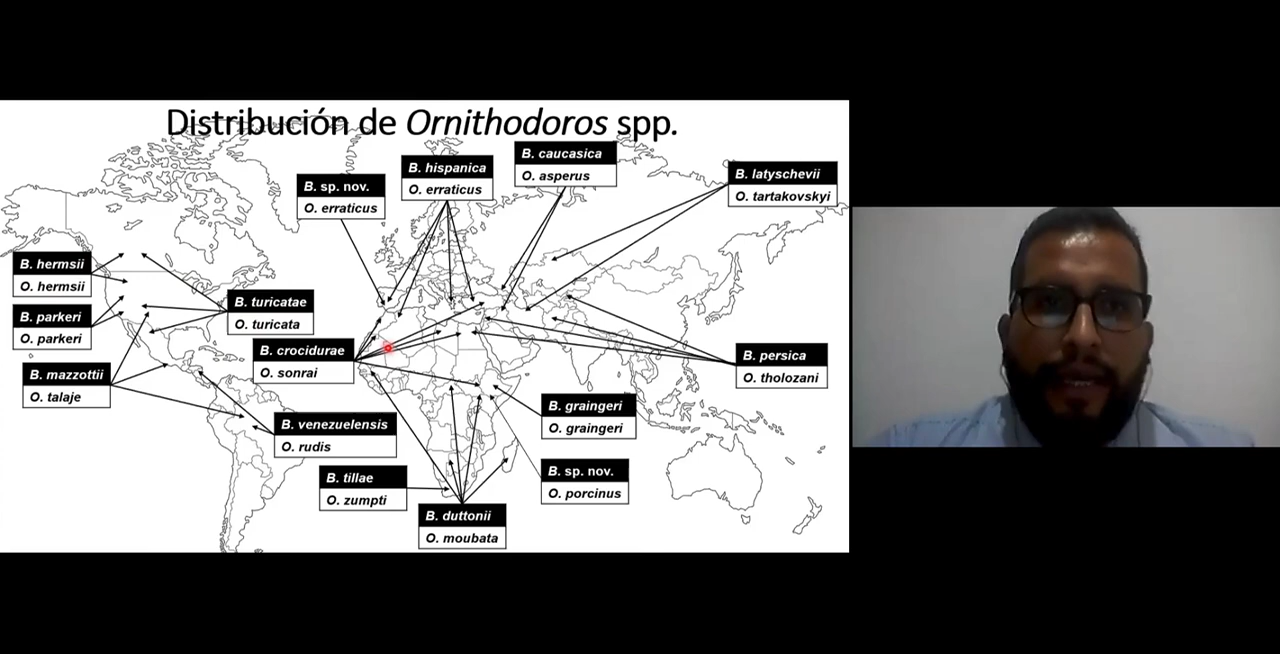 Distribución de Ornithodoros spp.
B. caucasica
O. asperus
B. hispanica
O. erraticus
B. latyschevii
O. tartakovskyi
B. sp. nov.
O. erraticus
B. hermsii
O. hermsii
B. turicatae
O. turicata
B. parkeri
O. parkeri
B. crocidurae
O. sonrai
B. persica
O. tholozani
B. mazzottii
O. talaje
B. graingeri
O. graingeri
B. venezuelensis
O. rudis
B. sp. nov.
O. porcinus
B. tillae
O. zumpti
B. duttonii
O. moubata